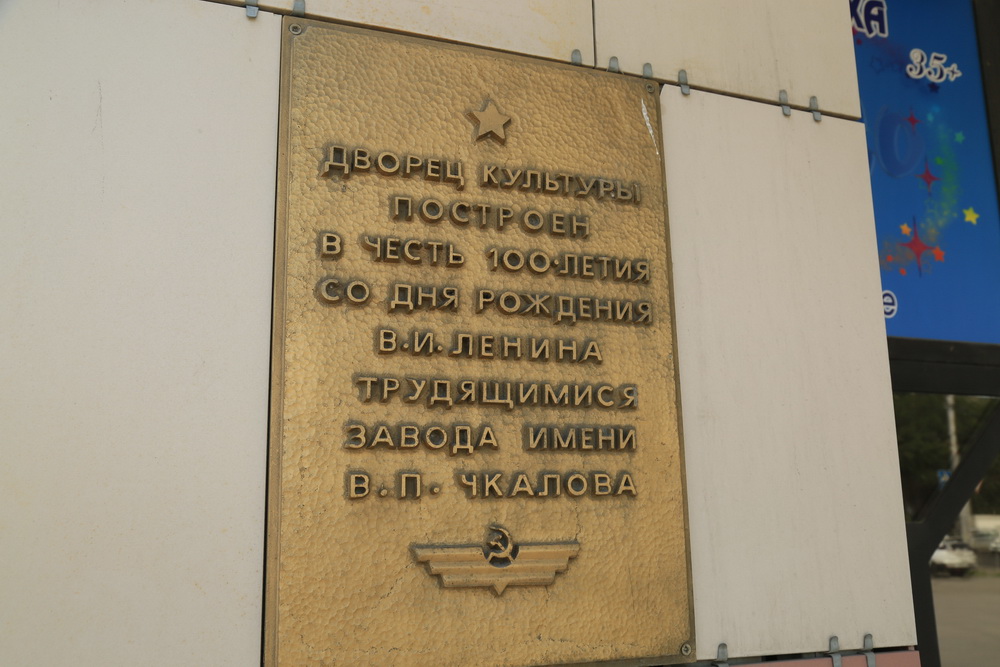 ДВОРЕЦ КУЛЬТУРЫ
ПОСТРОЕН
В ЧЕСТЬ 100-ЛЕТИЯ
СО ДНЯ РОЖДЕНИЯ
В.И. ЛЕНИНА
ТРУДЯЩИМИСЯ
ЗАВОДА ИМЕНИ
В.П. ЧКАЛОВА
35+